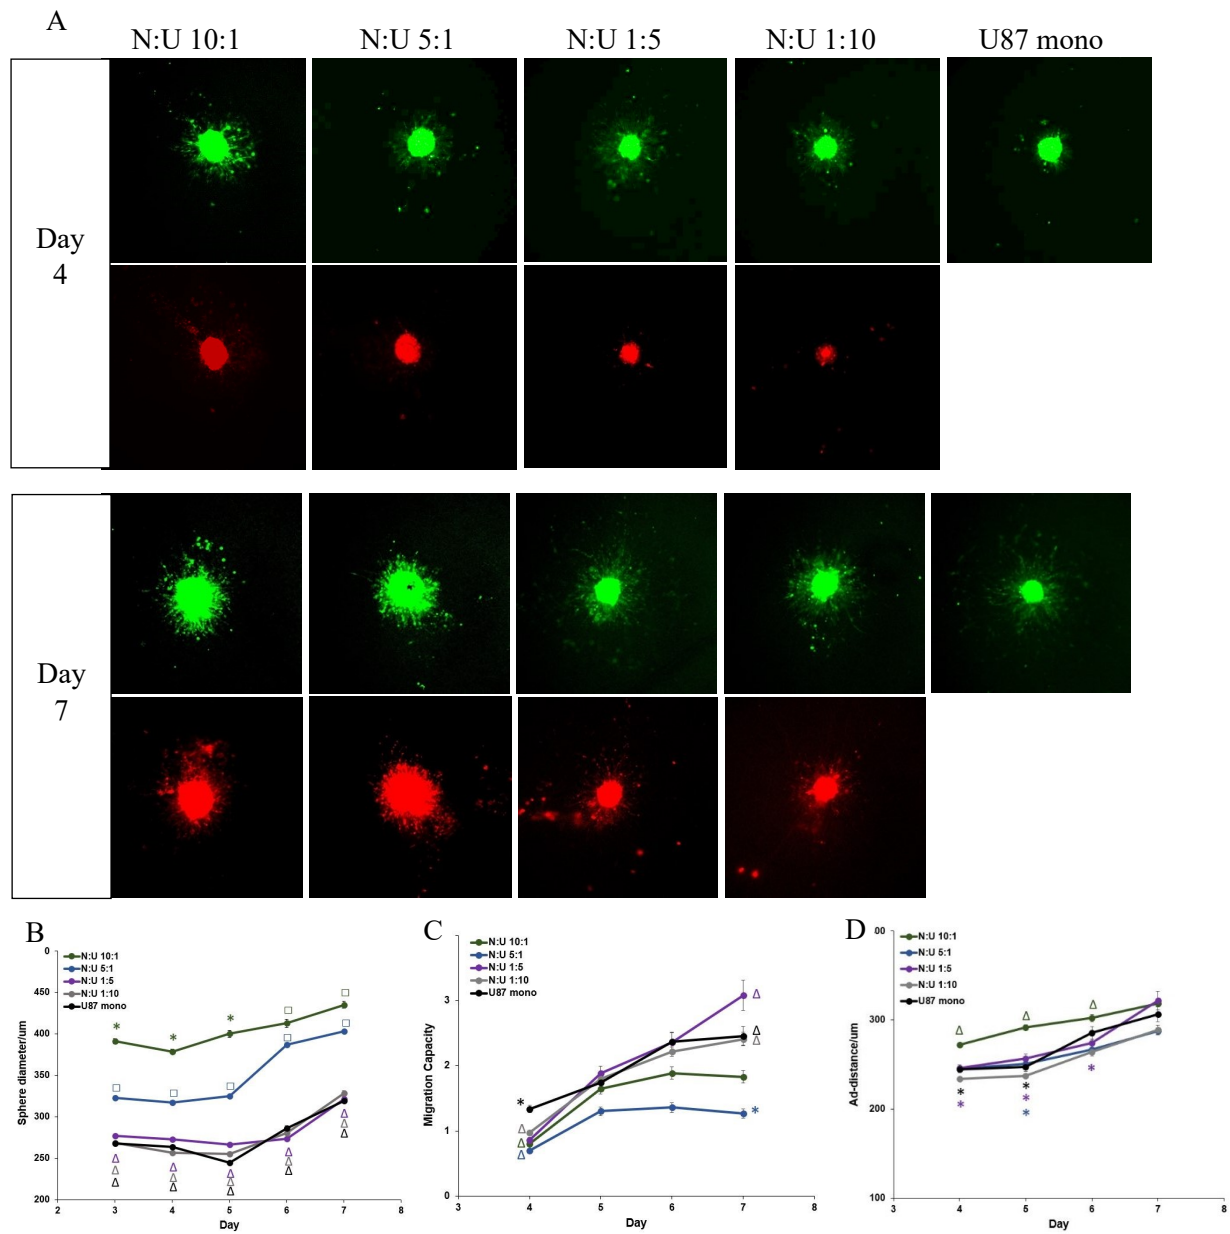 A
N:U 10:1 N:U 5:1 N:U 1:5 N:U 1:10 U87 mono
Day
4
Day
7
B
N:U 10:1
N:U 5:1
N:U 1:5
N:U 1:10
U87 mono
Sphere diameter/um
0
450
400
350
300
250
200
2 3 4 5 6 7 8
Day
* * * □ □
□ □ □ □ □
Δ Δ Δ Δ Δ
Δ Δ Δ Δ Δ
Δ Δ Δ Δ Δ
C
N:U 10:1
N:U 5:1
N:U 1:5
N:U 1:10
U87 mono
Migration Capacity
3
2
1
0
3 4 5 6 7 8
Day
* Δ Δ Δ
Δ Δ Δ *
D
N:U 10:1
N:U 5:1
N:U 1:5
N:U 1:10
U87 mono
Ad-distance/um
00
300
200
100
3 4 5 6 7 8
Day
Δ Δ Δ
* * *
* *
*